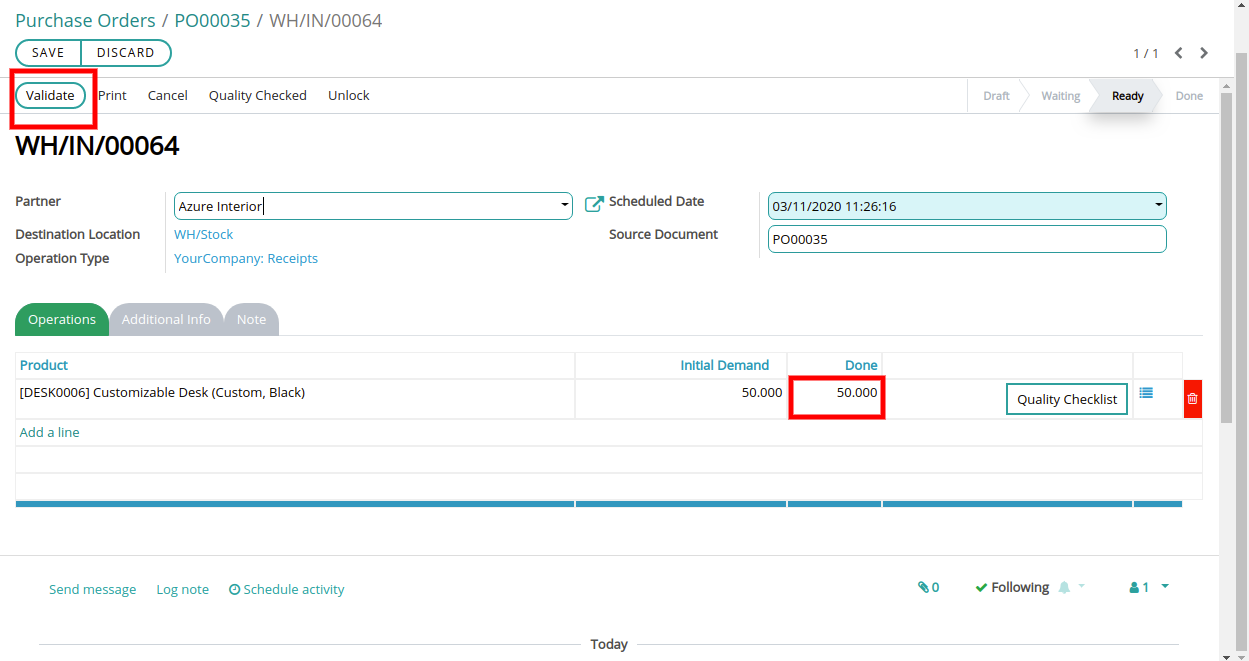 Purchase Orders / PO00035 / WH/IN/00064
SAVE DISCARD
1 / 1
Validate Print Cancel Quality Checked Unlock
Draft Waiting Ready Done
WH/IN/00064
Partner Azure Interior Scheduled Date 03/11/2020 11:26:16
Destination Location WH/Stock Source Document PO00035
Operation Type YourCompany: Receipts
Operations Additional Info Note
Product Initial Demand Done
[DESK0006] Customizable Desk (Custom, Black) 50.000 50.000 Quality Checklist
Add a line
Send message Log note Schedule activity 0 Following 1
Today